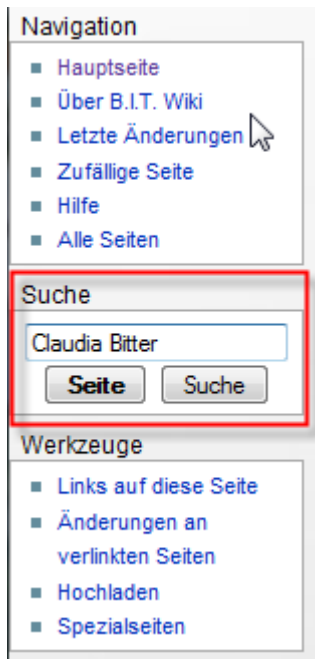 Navigation
Hauptseite
Über B.I.T. Wiki
Letzte Änderungen
Zufällige Seite
Hilfe
Alle Seiten
Suche
Claudia Bitter
Seite Suche
Werkzeuge
Links auf diese Seite
Änderungen an
verlinkten Seiten
Hochladen
Spezialseiten